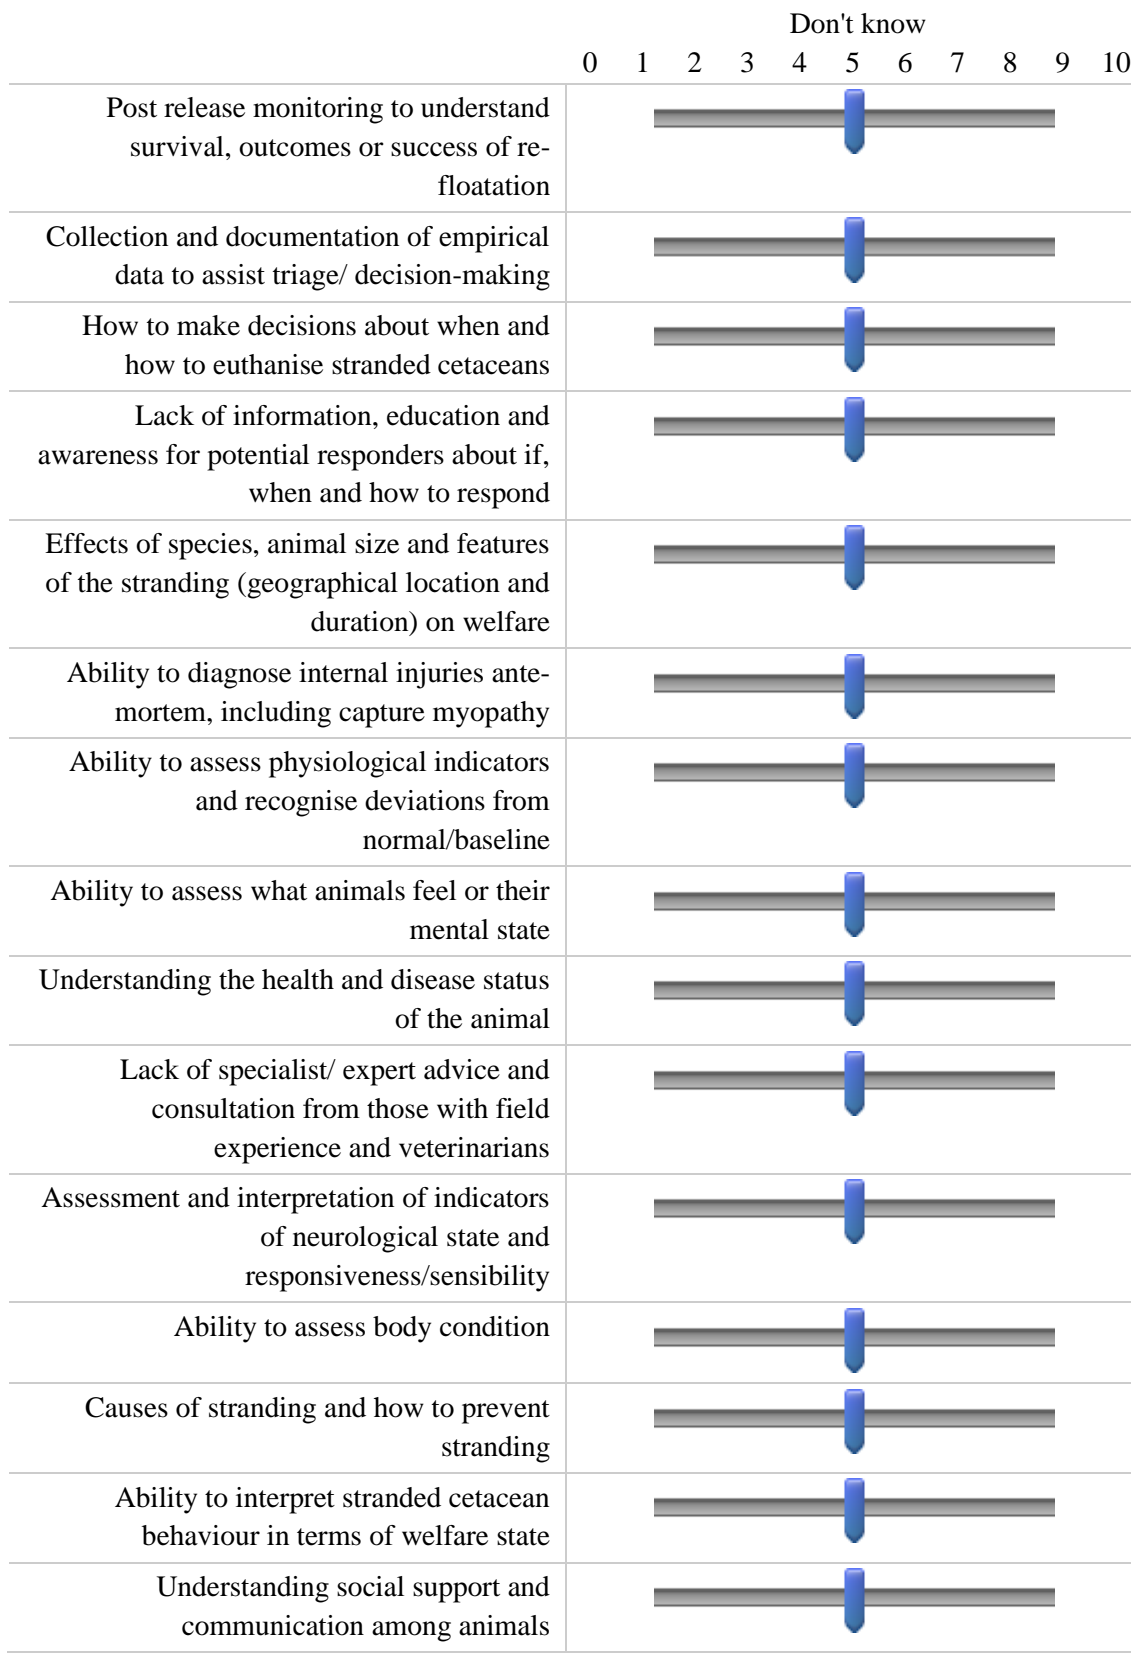 Don't know
0 1 2 3 4 5 6 7 8 9 10
Post release monitoring to understand
survival, outcomes or success of re-
floatation
Collection and documentation of empirical
data to assist triage/ decision-making
How to make decisions about when and
how to euthanise stranded cetaceans
Lack of information, education and
awareness for potential responders about if,
when and how to respond
Effects of species, animal size and features
of the stranding (geographical location and
duration) on welfare
Ability to diagnose internal injuries ante-
mortem, including capture myopathy
Ability to assess physiological indicators
and recognise deviations from
normal/baseline
Ability to assess what animals feel or their
mental state
Understanding the health and disease status
of the animal
Lack of specialist/ expert advice and
consultation from those with field
experience and veterinarians
Assessment and interpretation of indicators
of neurological state and
responsiveness/sensibility
Ability to assess body condition
Causes of stranding and how to prevent
stranding
Ability to interpret stranded cetacean
behaviour in terms of welfare state
Understanding social support and
communication among animals